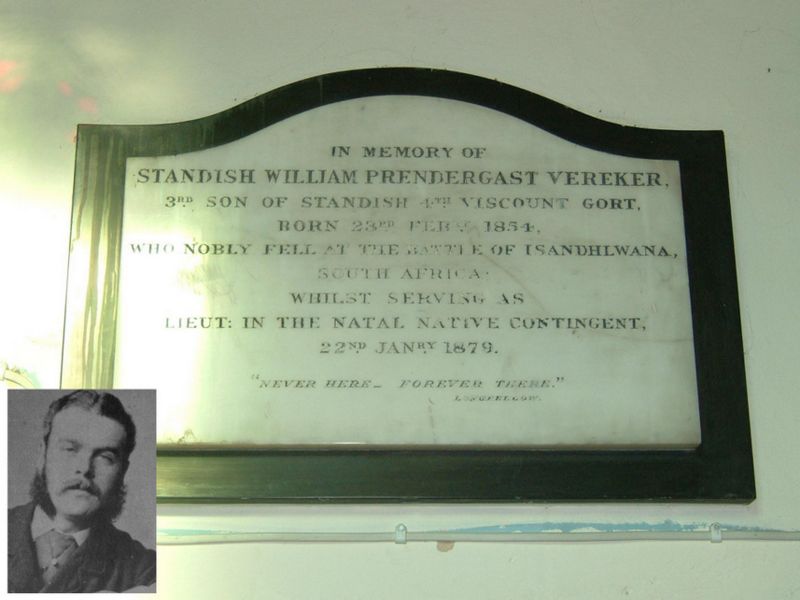 IN MEMORY OF
STANDISH WILLIAM PRENDERGAST VEREKER,
3RD SON OF STANDISH 4TH VISCOUNT GORT,
BORN 23RD FEBY 1854,
WHO NOBLY FELL AT THE BATTLE OF ISANDHLWANA,
SOUTH AFRICA.
WHILST SERVING AS
LIEUT: IN THE NATAL NATIVE CONTINGENT,
22ND JANRY 1879.
"NEVER HERE_ FOREVER THERE."
LONGFELLOW.